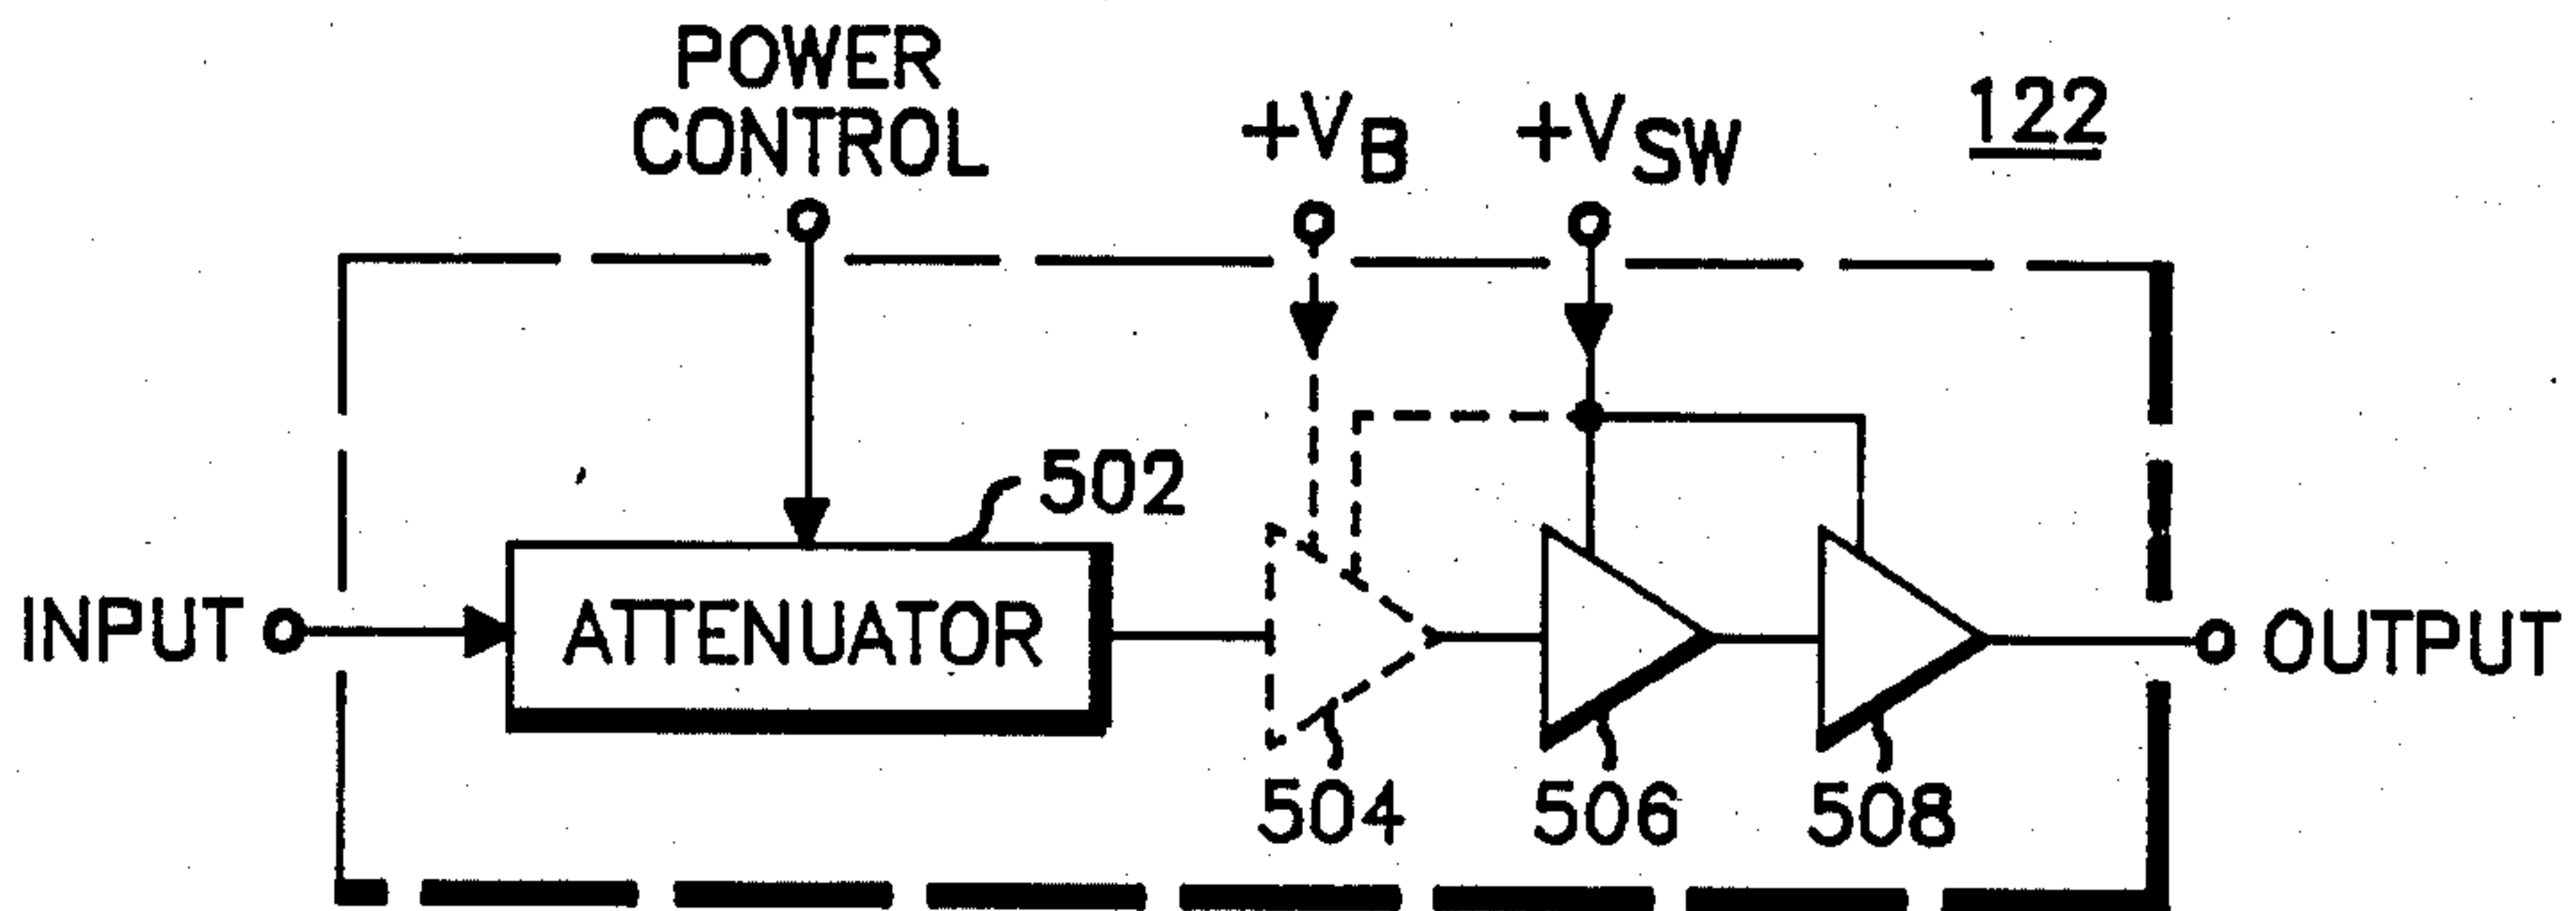 POWER
CONTROL
+VB
+VSW
122
502
INPUT
ATTENUATOR
OUTPUT
504
506
508